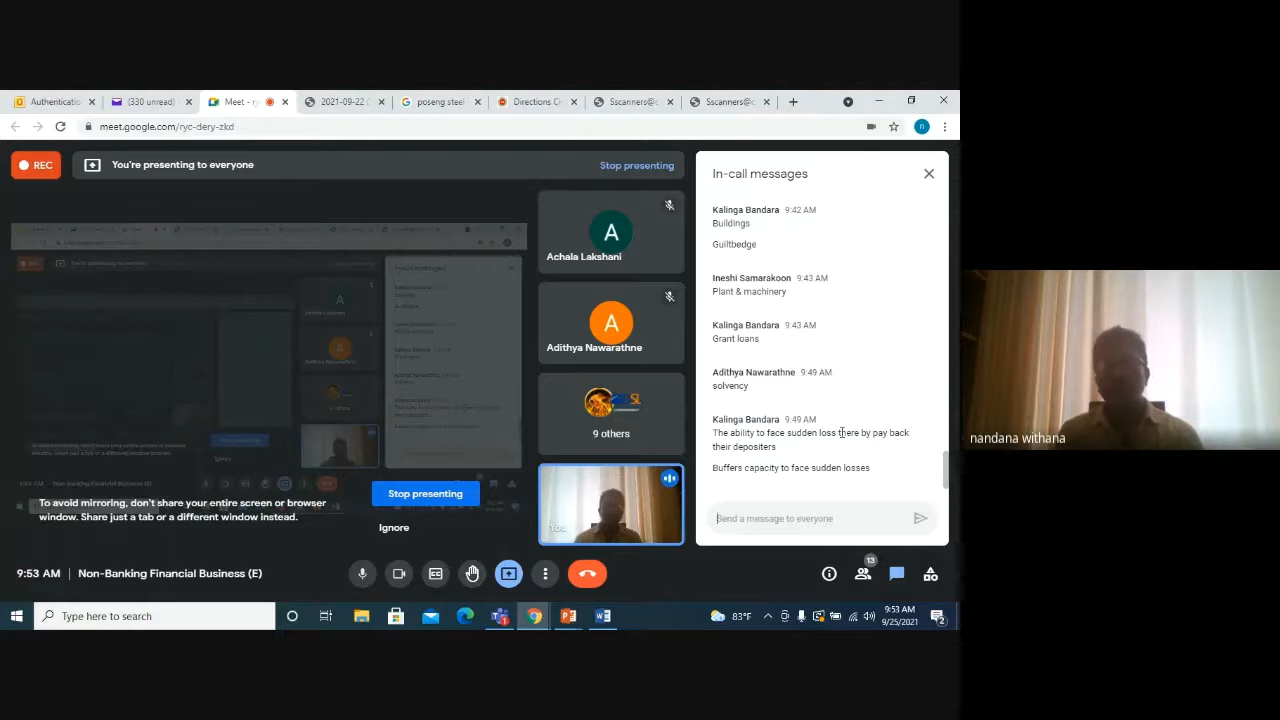 Authenticatio
(330 unread)
Meet - ry
2021-09-22 (
poseng steel
Directions Ci
Sscanners@c
Sscanners@c
meet.google.com/ryc-dery-zkd
REC
You're presenting to everyone
Stop presenting
A
Achala Lakshani
A
Adithya Nawarathne
SL
9 others
You
To avoid mirroring, don't share your entire screen or browser
window. Share just a tab or a different window instead.
Stop presenting
Ignore
In-call messages
Kalinga Bandara 9:42 AM
Buildings
Guiltbedge
Ineshi Samarakoon 9:43 AM
Plant & machinery
Kalinga Bandara 9:43 AM
Grant loans
Adithya Nawarathne 9:49 AM
solvency
Kalinga Bandara 9:49 AM
The ability to face sudden loss there by pay back
their depositers
Buffers capacity to face sudden losses
Send a message to everyone
9:53 AM | Non-Banking Financial Business (E)
13
nandana withana
Type here to search
83°F
9:53 AM
9/25/2021
2